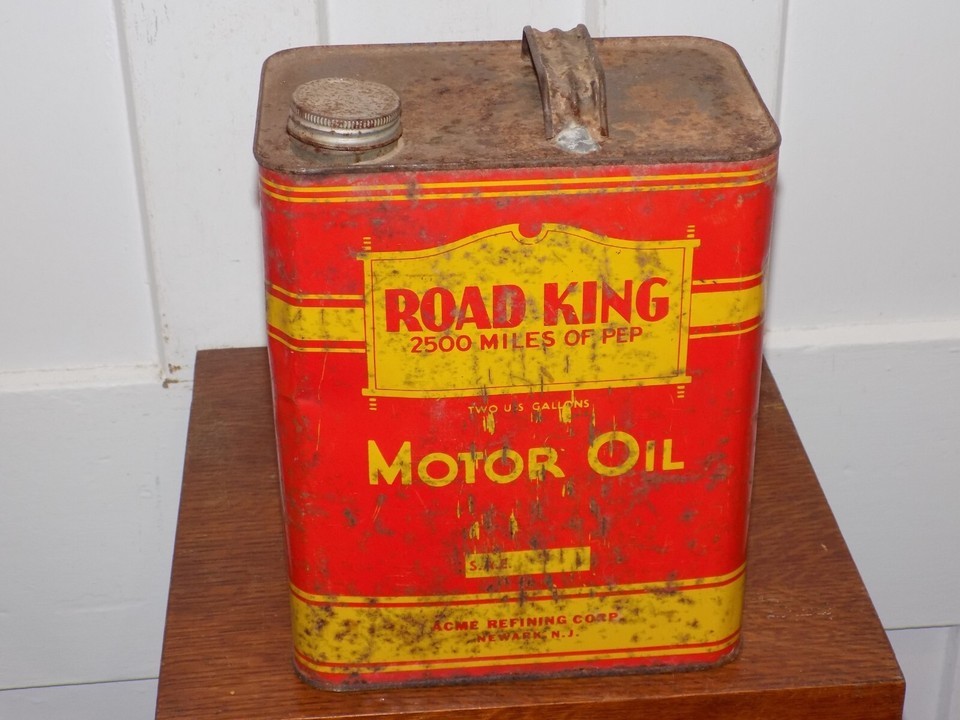 ROAD KING
2500 MILES OF PEP
TWO U.S. GALLONS
MOTOR OIL
S.A.E.
ACME REFINING CORP.
NEWARK, N.J.